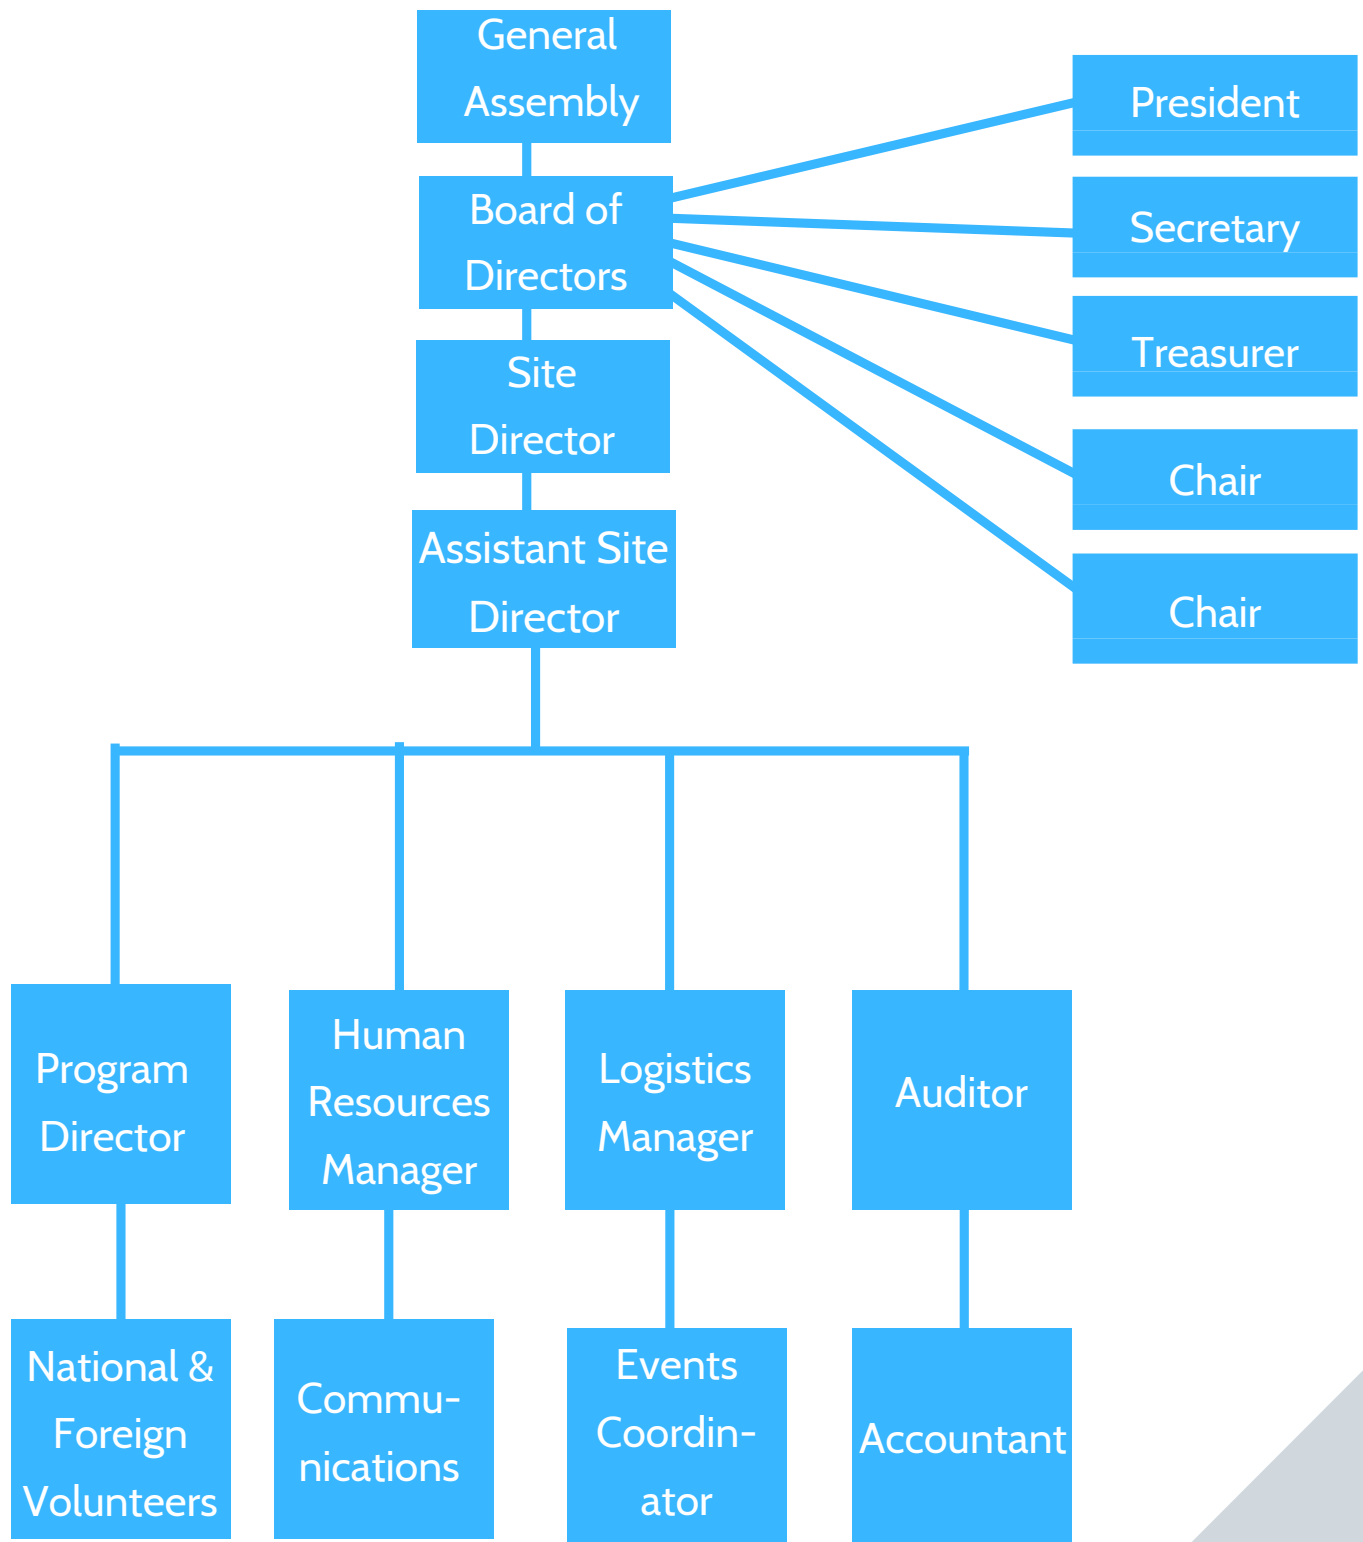 General
Assembly
Board of
Directors
Site
Director
Assistant Site
Director
President
Secretary
Treasurer
Chair
Chair
Program
Director
Human
Resources
Manager
Logistics
Manager
Auditor
National &
Foreign
Volunteers
Commu-
nications
Events
Coordin-
ator
Accountant